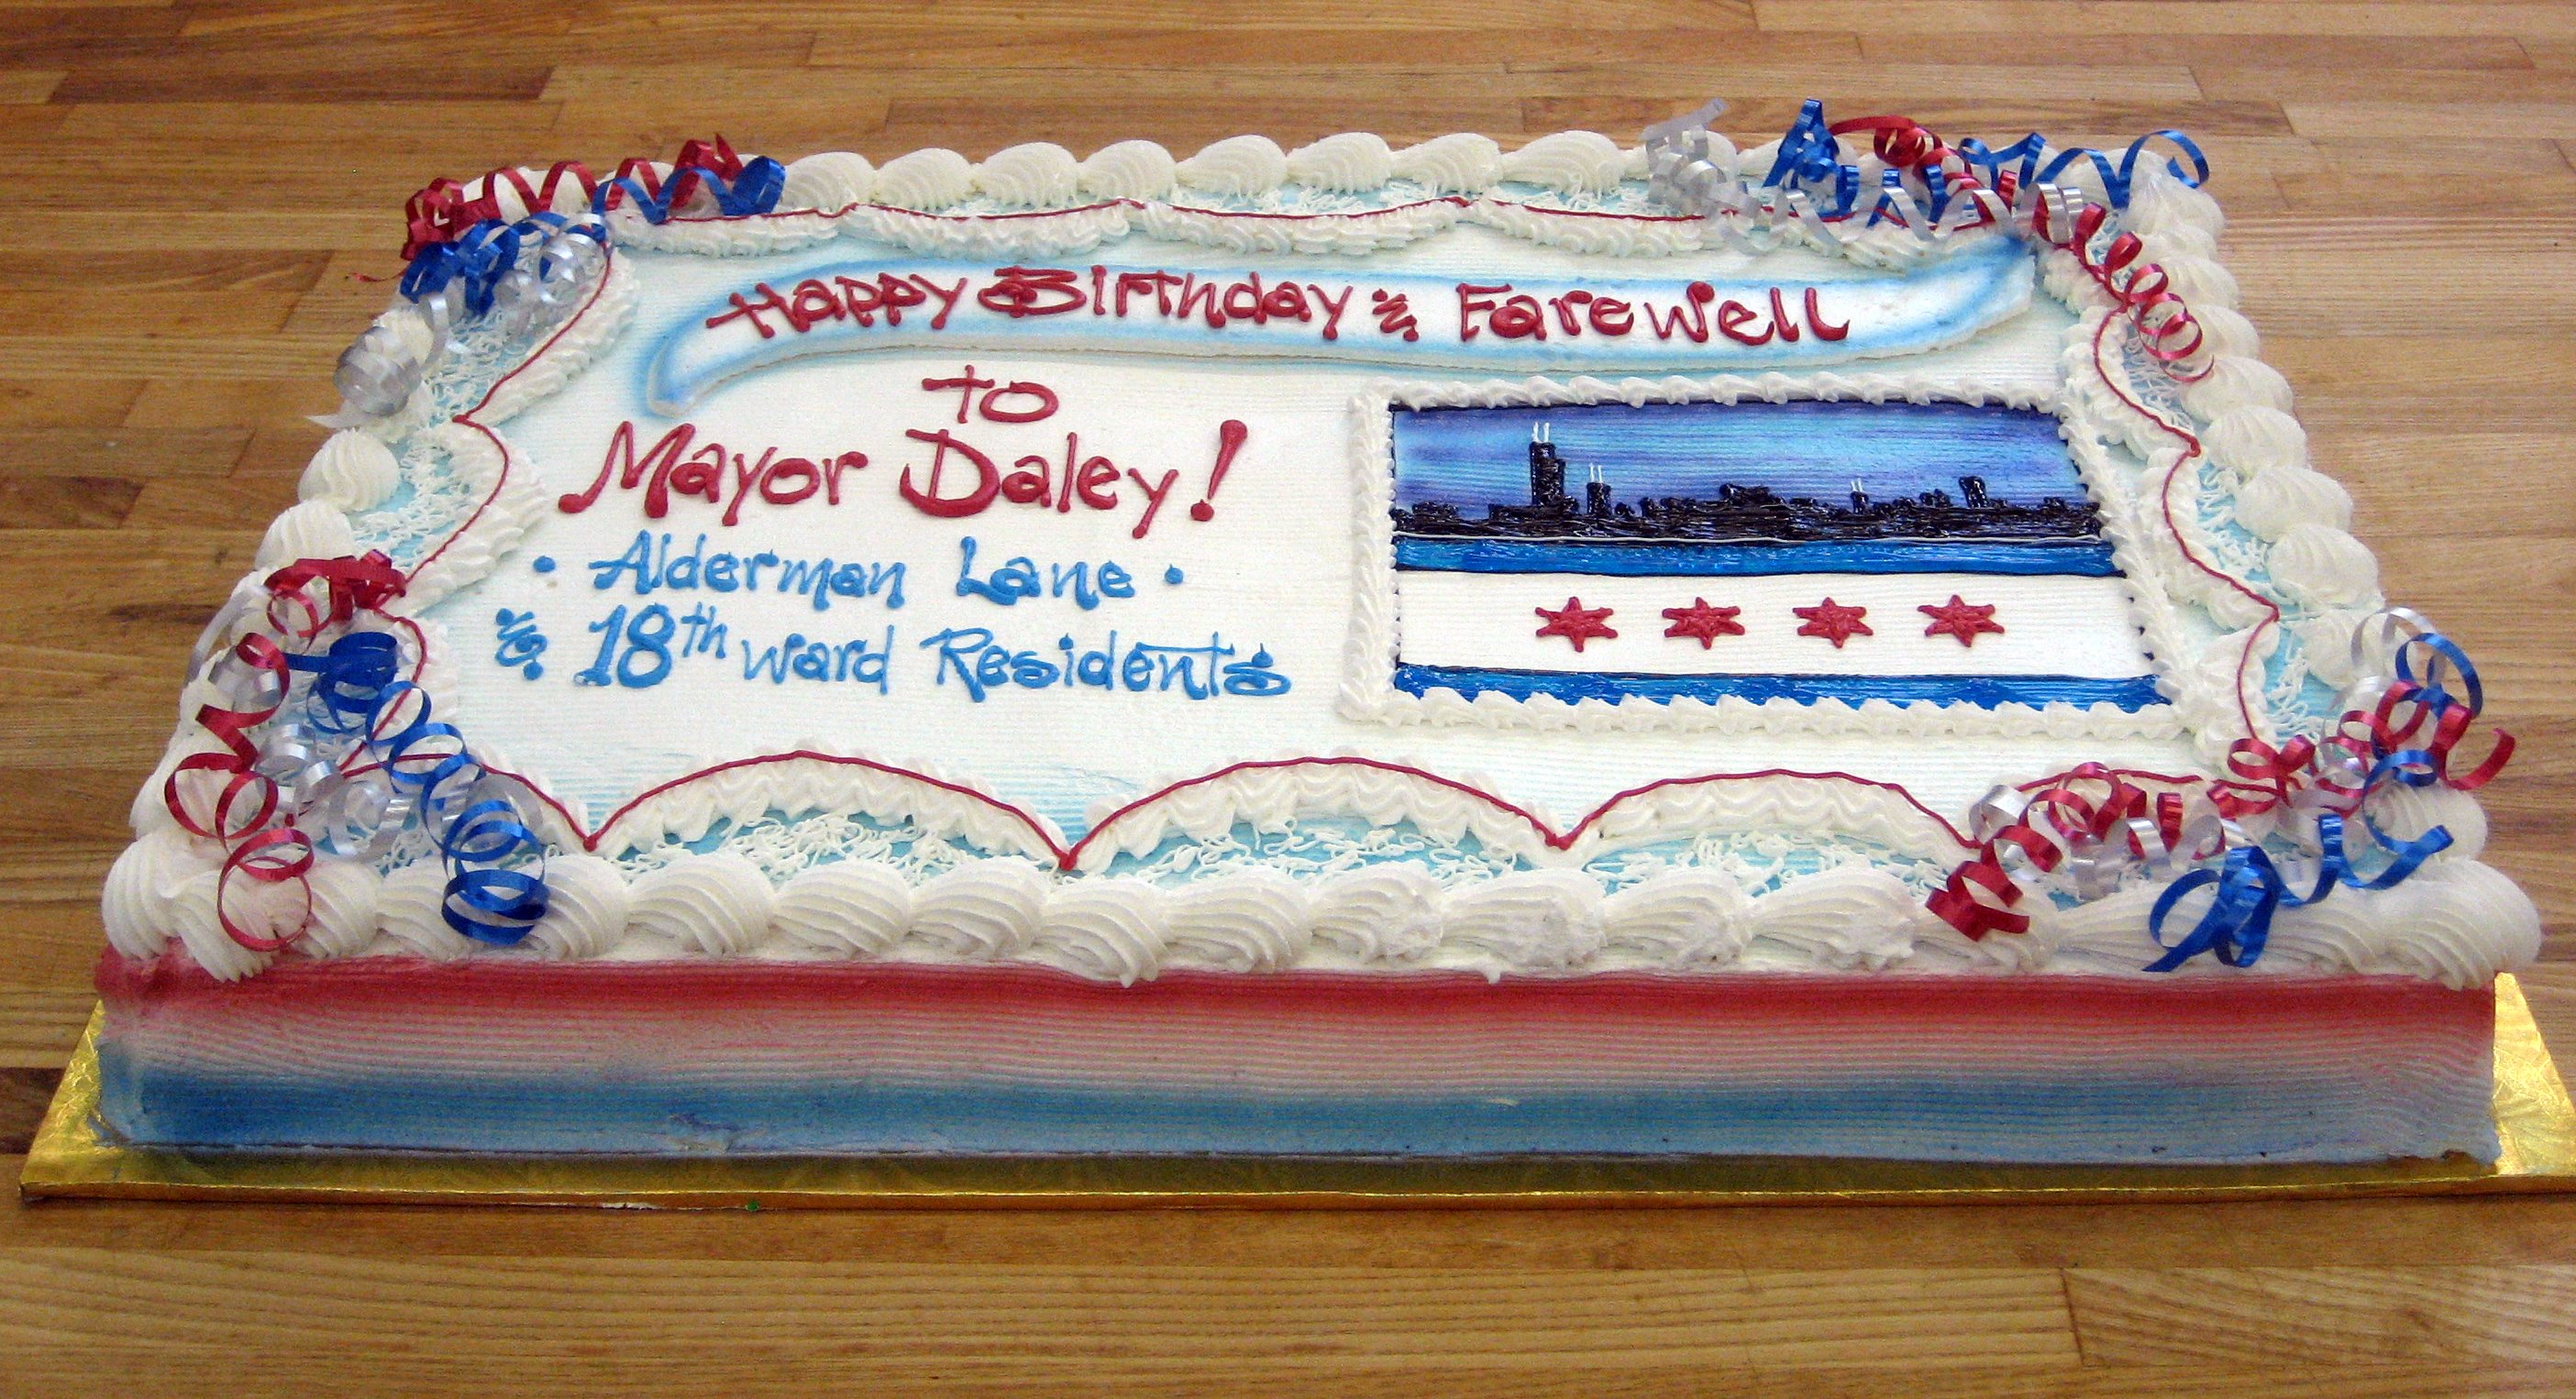 Happy Birthday & Farewell
to
Mayor Daley!
• Alderman Lane •
& 18th ward Residents